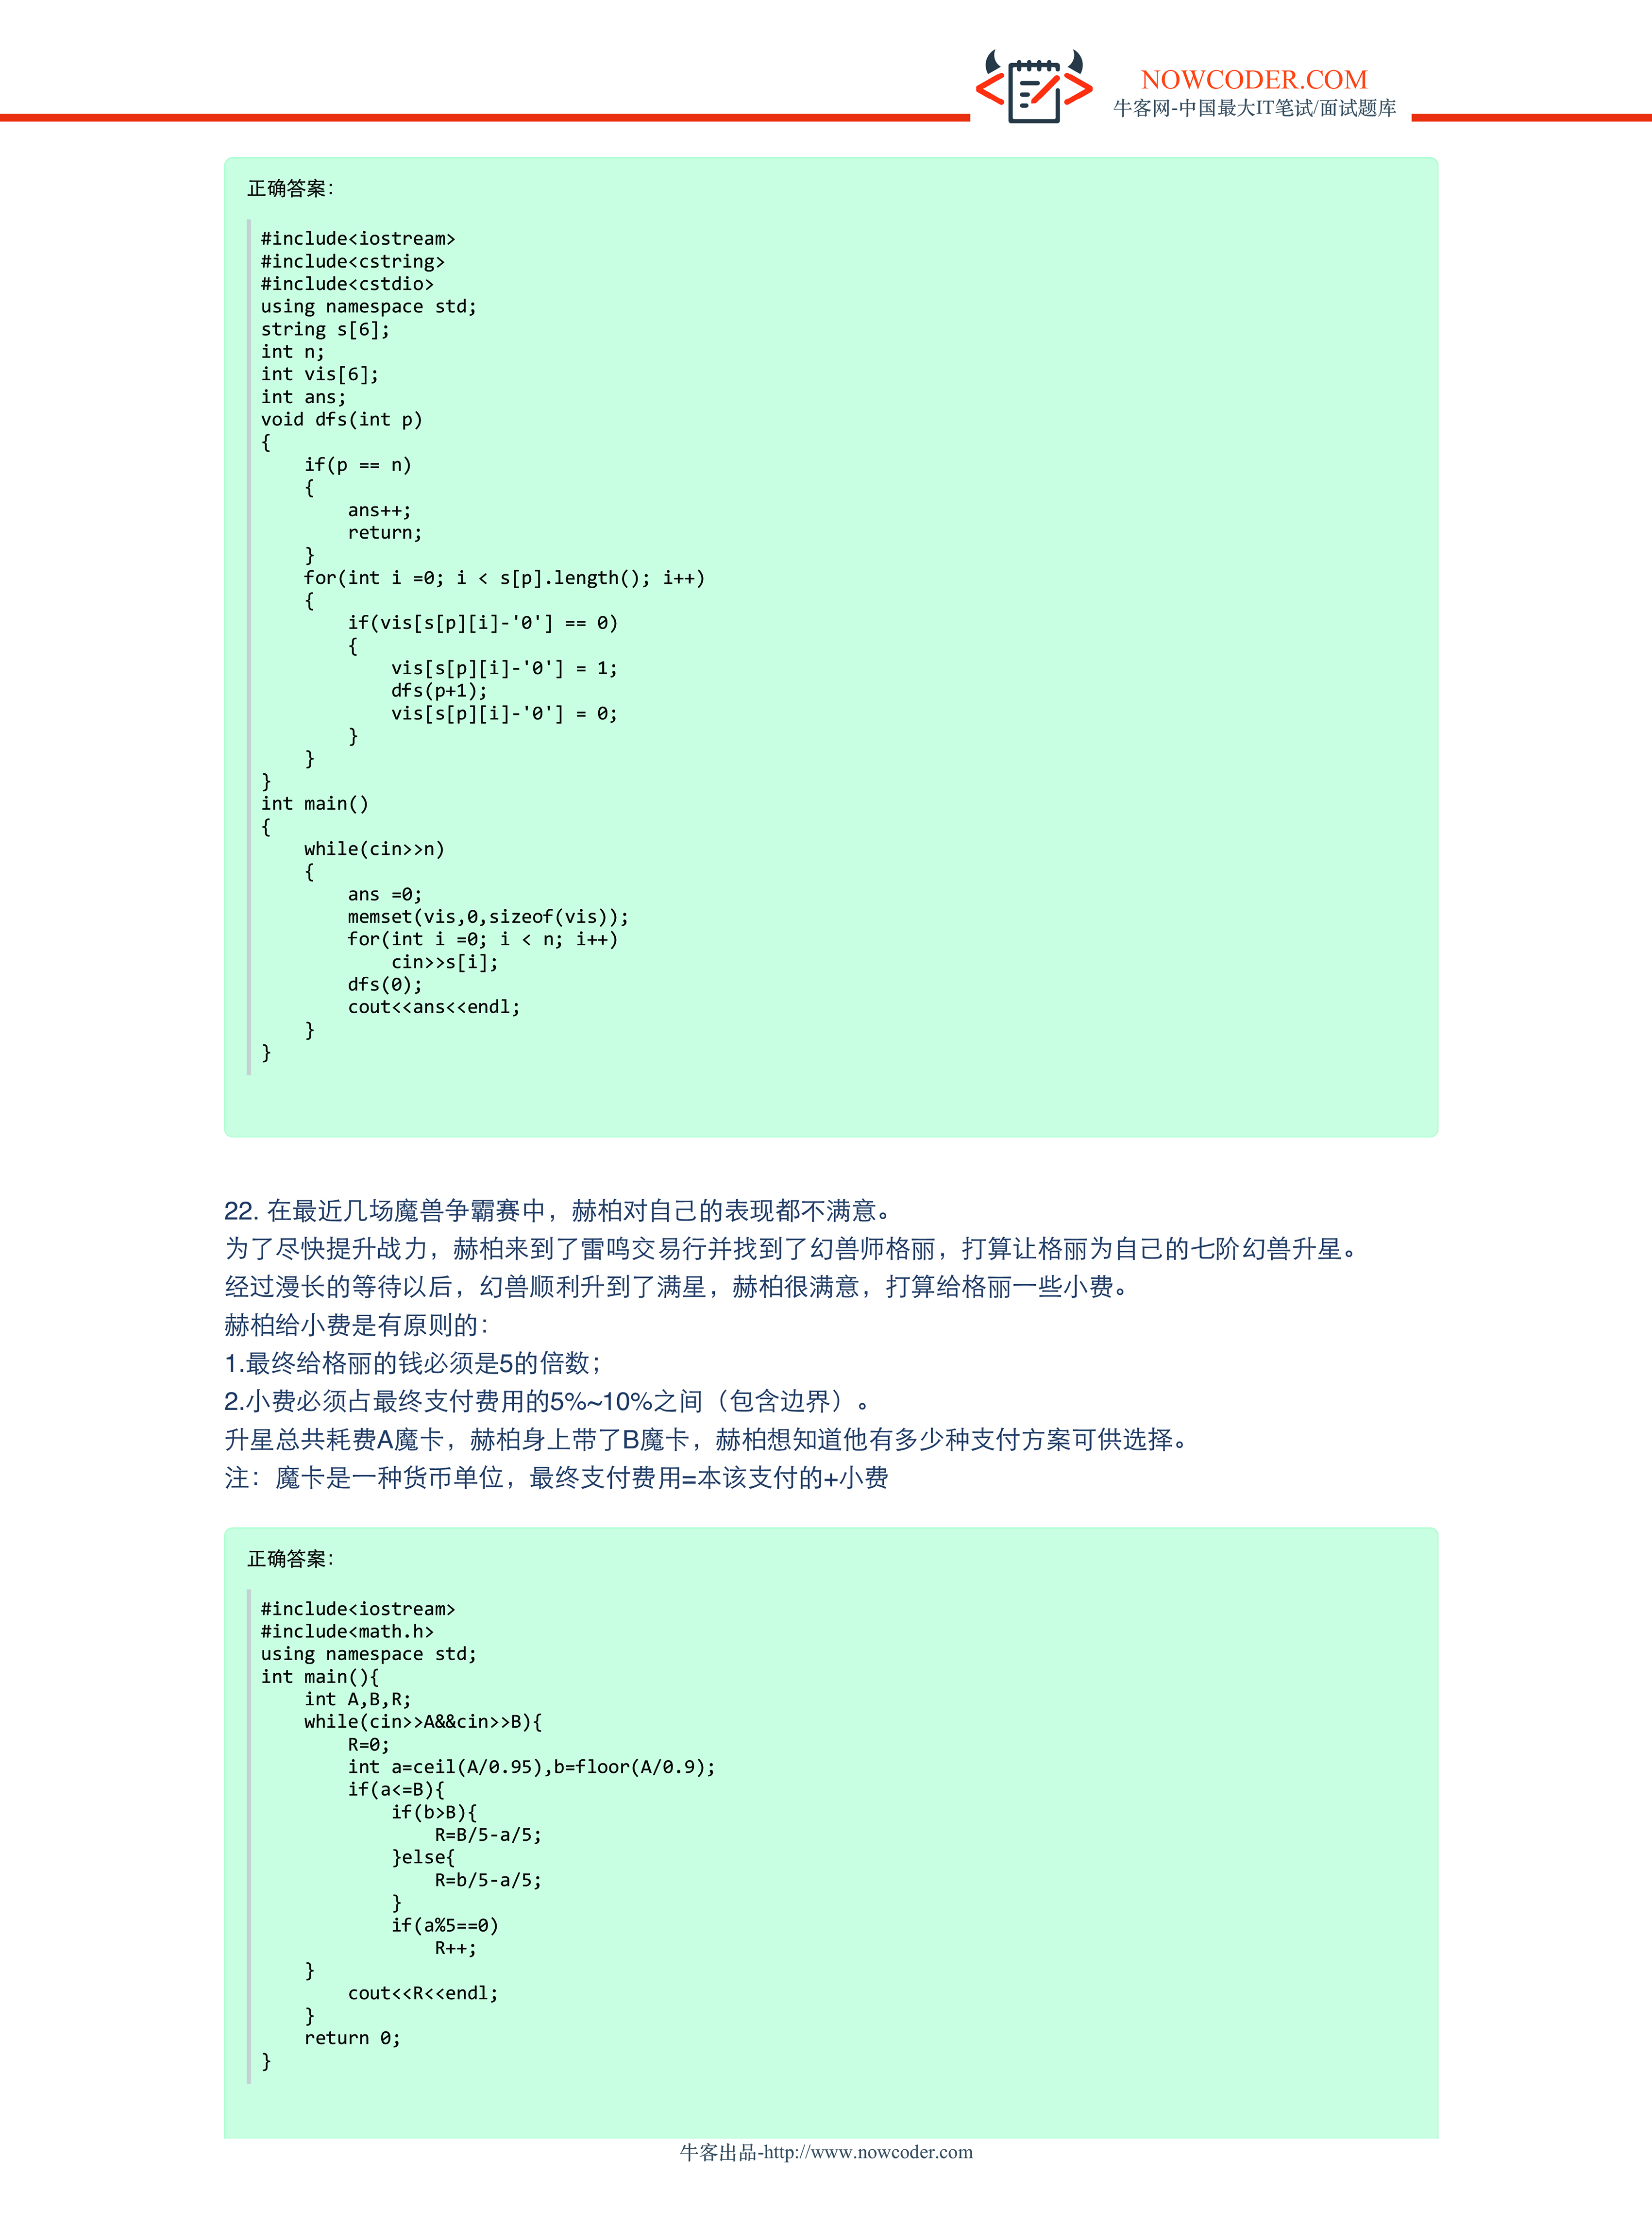 NOWCODER.COM
牛客网-中国最大IT笔试/面试题库
正确答案：
#include<iostream>
#include<cstring>
#include<cstdio>
using namespace std;
string s[6];
int n;
int vis[6];
int ans;
void dfs(int p)
{
    if(p == n)
    {
        ans++;
        return;
    }
    for(int i =0; i < s[p].length(); i++)
    {
        if(vis[s[p][i]-'0'] == 0)
        {
            vis[s[p][i]-'0'] = 1;
            dfs(p+1);
            vis[s[p][i]-'0'] = 0;
        }
    }
}
int main()
{
    while(cin>>n)
    {
        ans =0;
        memset(vis,0,sizeof(vis));
        for(int i =0; i < n; i++)
            cin>>s[i];
        dfs(0);
        cout<<ans<<endl;
    }
}
22. 在最近几场魔兽争霸赛中，赫柏对自己的表现都不满意。
为了尽快提升战力，赫柏来到了雷鸣交易行并找到了幻兽师格丽，打算让格丽为自己的七阶幻兽升星。
经过漫长的等待以后，幻兽顺利升到了满星，赫柏很满意，打算给格丽一些小费。
赫柏给小费是有原则的：
1.最终给格丽的钱必须是5的倍数；
2.小费必须占最终支付费用的5%~10%之间（包含边界）。
升星总共耗费A魔卡，赫柏身上带了B魔卡，赫柏想知道他有多少种支付方案可供选择。
注：魔卡是一种货币单位，最终支付费用=本该支付的+小费
正确答案：
#include<iostream>
#include<math.h>
using namespace std;
int main(){
    int A,B,R;
    while(cin>>A&&cin>>B){
        R=0;
        int a=ceil(A/0.95),b=floor(A/0.9);
        if(a<=B){
            if(b>B){
                R=B/5-a/5;
            }else{
                R=b/5-a/5;
            }
            if(a%5==0)
                R++;
    }
        cout<<R<<endl;
    }
    return 0;
}
牛客出品-http://www.nowcoder.com